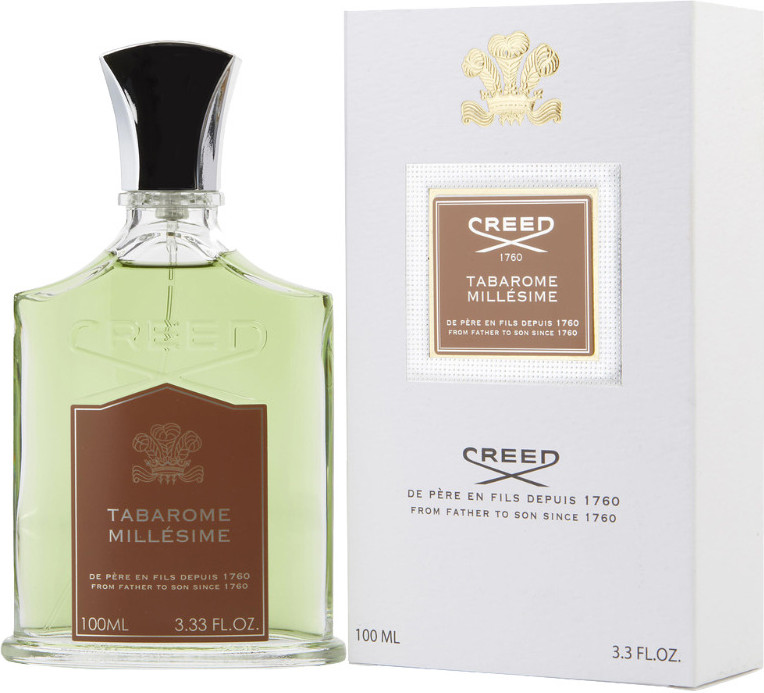 CREED
TABAROME
MILLÉSIME
DE PÈRE EN FILS DEPUIS 1760
FROM FATHER TO SON SINCE 1760
100ML 3.33 FL.OZ.
CREED
1760
TABAROME
MILLÉSIME
DE PÈRE EN FILS DEPUIS 1760
FROM FATHER TO SON SINCE 1760
CREED
DE PÈRE EN FILS DEPUIS 1760
FROM FATHER TO SON SINCE 1760
100 ML
3.3 FL.OZ.